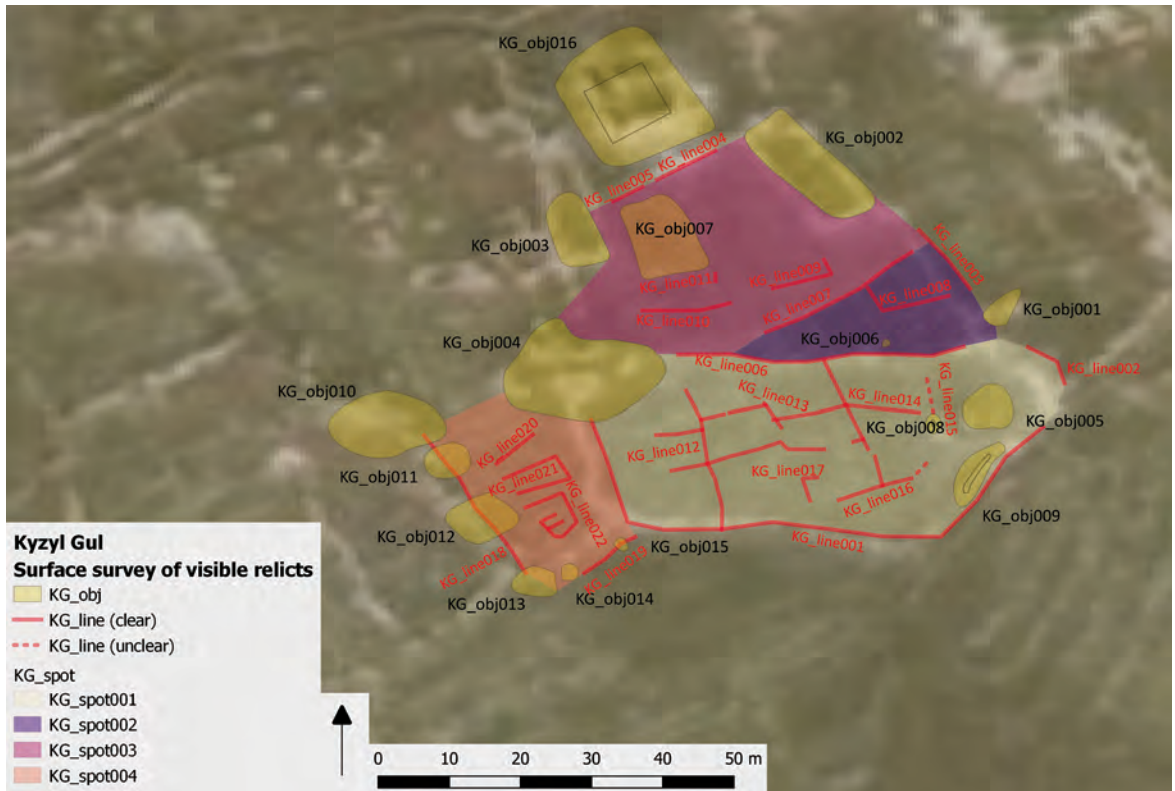 KG_obj016
KG_line004
KG_obj002
KG_line005
KG_obj003
KG_obj007
KG_line003
KG_line009
KG_line011
KG_line008
KG_line007
KG_obj001
KG_line010
KG_obj004
KG_obj006
KG_line006
KG_line002
KG_obj010
KG_line013
KG_line014
KG_line015
KG_obj005
KG_line020
KG_obj008
KG_line012
KG_obj011
KG_line021
KG_line017
KG_line016
KG_obj009
KG_line022
KG_obj012
KG_obj015
KG_line001
KG_line018
KG_line019
KG_obj013
KG_obj014
Kyzyl Gul
Surface survey of visible relicts
KG_obj
KG_line (clear)
KG_line (unclear)
KG_spot
KG_spot001
KG_spot002
KG_spot003
KG_spot004
0 10 20 30 40 50 m